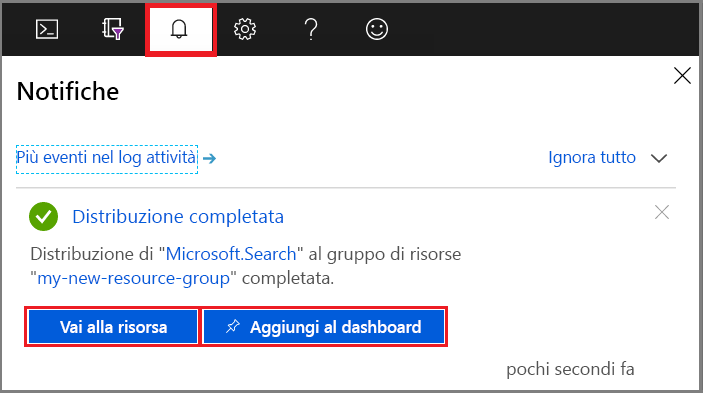 Notifiche
Più eventi nel log attività
Ignora tutto
Distribuzione completata
Distribuzione di "Microsoft.Search" al gruppo di risorse
"my-new-resource-group" completata.
Vai alla risorsa
Aggiungi al dashboard
pochi secondi fa